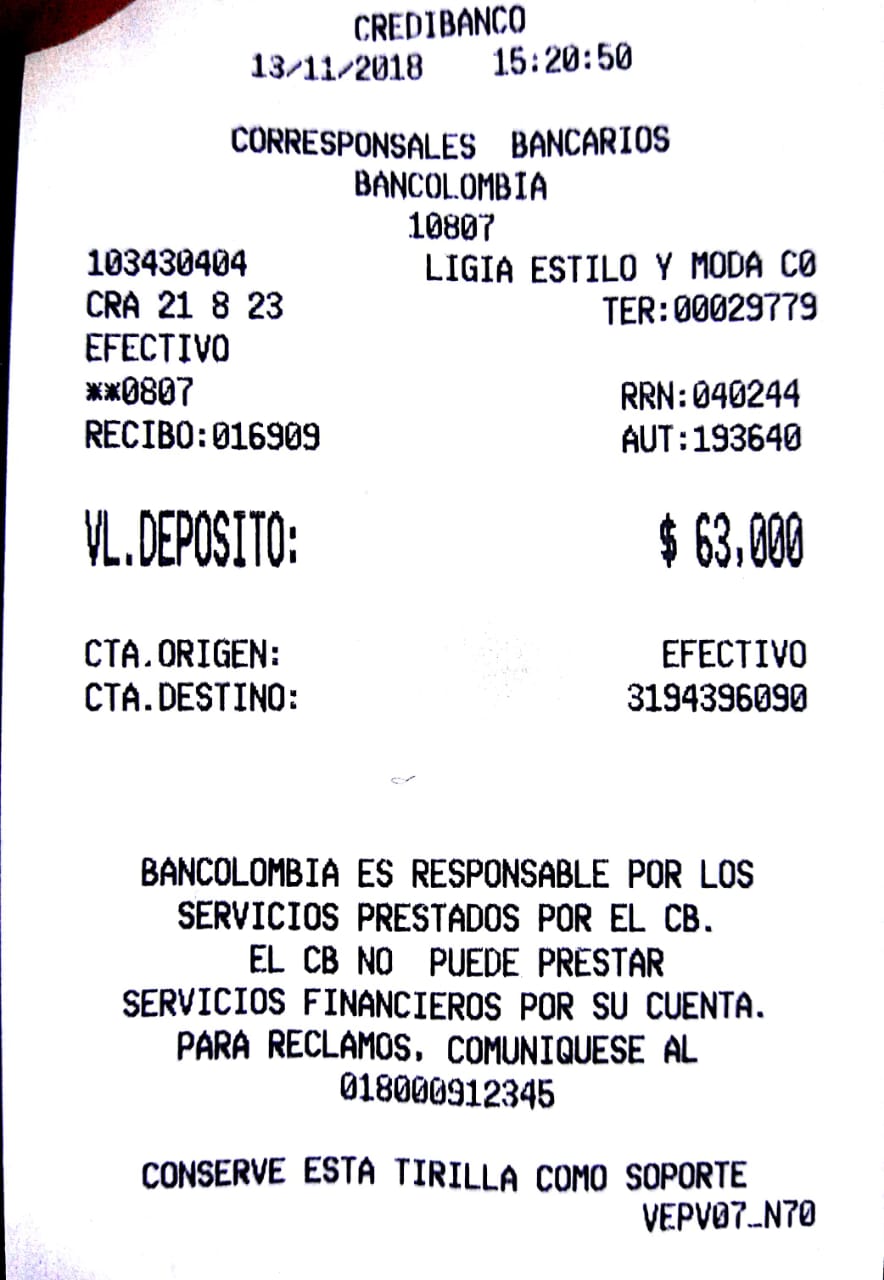 CREDIBANCO
13/11/2018 15:20:50
CORRESPONSALES BANCARIOS
BANCOLOMBIA
10807
103430404 LIGIA ESTILO Y MODA CO
CRA 21 8 23 TER:00029779
EFECTIVO
**0807 RRN:040244
RECIBO:016909 AUT:193640
VL.DEPOSITO: $ 63,000
CTA.ORIGEN: EFECTIVO
CTA.DESTINO: 3194396090
BANCOLOMBIA ES RESPONSABLE POR LOS
SERVICIOS PRESTADOS POR EL CB.
EL CB NO PUEDE PRESTAR
SERVICIOS FINANCIEROS POR SU CUENTA.
PARA RECLAMOS, COMUNIQUESE AL
018000912345
CONSERVE ESTA TIRILLA COMO SOPORTE
VEPV07_N70